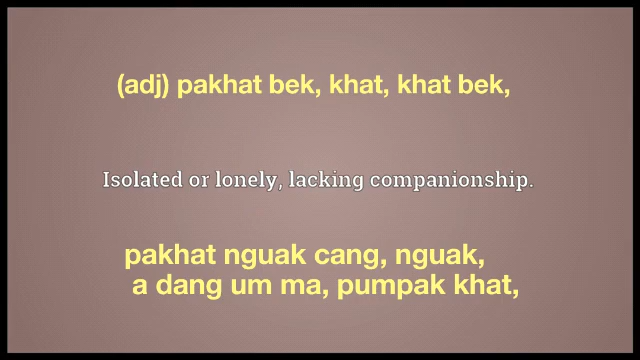 (adj) pakhat bek, khat, khat bek,
Isolated or lonely, lacking companionship.
pakhat nguak cang, nguak,
a dang um ma, pumpak khat,